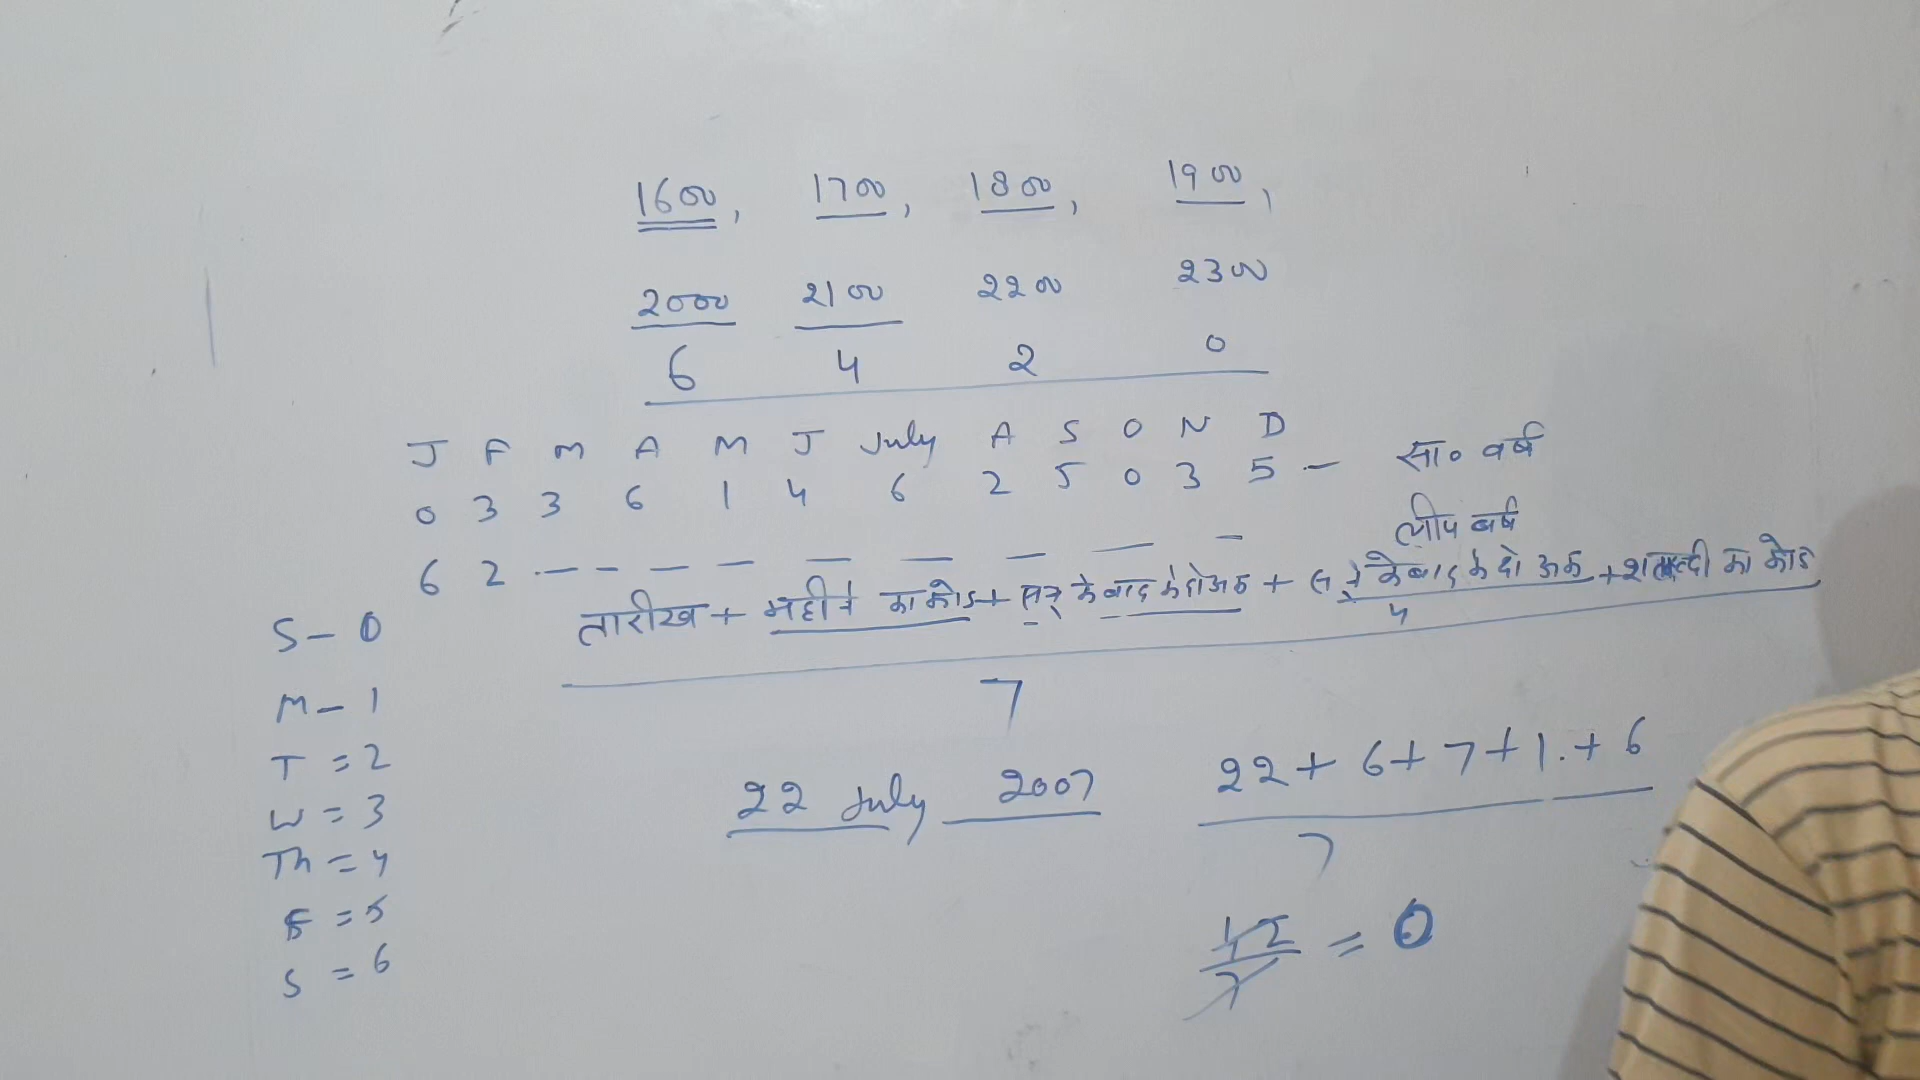 1600, 1700, 1800, 1900,
2000 2100 2200 2300
6 4 2 0
J F M A M J July A S O N D
0 3 3 6 1 4 6 2 5 0 3 5 - सा० वर्ष
6 2 - - - - - - - - - लीप वर्ष
तारीख + महीने का कोड + सन् के बाद के दो अंक + सन् के बाद के दो अंक + शताब्दी का कोड
4
7
S - 0
M - 1
T = 2
W = 3
Th = 4
F = 5
S = 6
22 July 2007
22 + 6 + 7 + 1 + 6
7
42 = 0
7